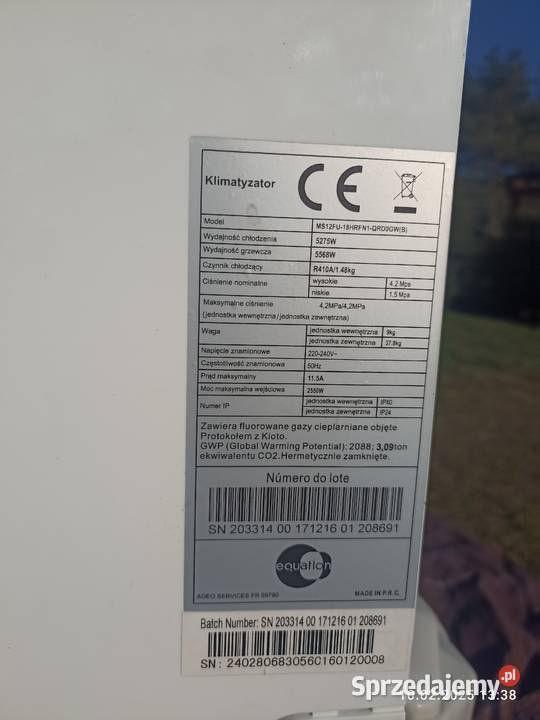 Klimatyzator CE
Model MS12FU-18HRFN1-QRD0GW(B)
Wydajność chłodzenia 5275W
Wydajność grzewcza 5568W
Czynnik chłodzący R410A/1.48kg
Ciśnienie nominalne wysokie 4.2 Mpa
niskie 1.5 Mpa
Maksymalne ciśnienie 4,2MPa/4,2MPa
(jednostka wewnętrzna/jednostka zewnętrzna)
Waga jednostka wewnętrzna 9kg
jednostka zewnętrzna 37.8kg
Napięcie znamionowe 220-240V~
Częstotliwość znamionowa 50Hz
Prąd maksymalny 11.5A
Moc maksymalna wejściowa 2550W
Numer IP jednostka wewnętrzna IPX0
jednostka zewnętrzna IP24
Zawiera fluorowane gazy cieplarniane objęte
Protokołem z Kioto.
GWP (Global Warming Potential): 2088; 3,09ton
ekwiwalentu CO2.Hermetycznie zamknięte.
Número do lote
SN 203314 00 171216 01 208691
equation
ADEO SERVICES FR 59790 MADE IN P.R.C.
Batch Number: SN 203314 00 171216 01 208691
SN : 2402806830560160120008
Sprzedajemy.pl
10.02.2025 13:38